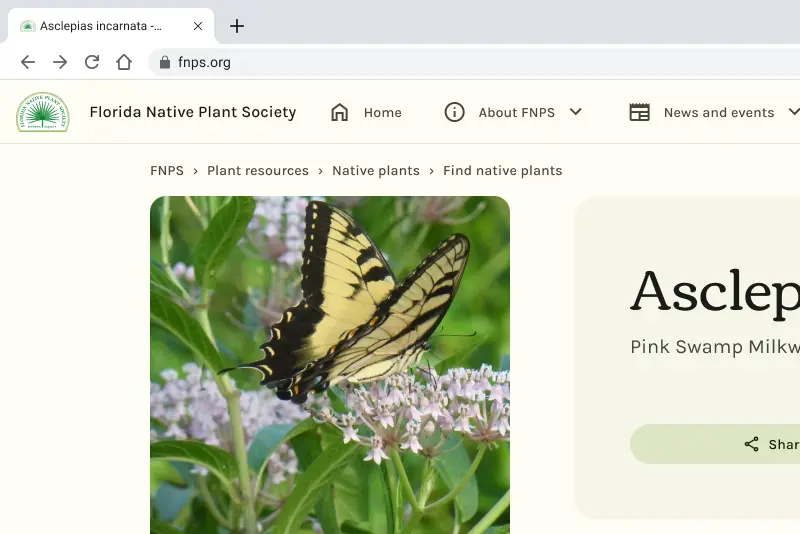 Asclepias incarnata -...
fnps.org
FLORIDA NATIVE PLANT SOCIETY
Florida Native Plant Society
Home
About FNPS
News and events
FNPS › Plant resources › Native plants › Find native plants
Asclep
Pink Swamp Milkw
Shar